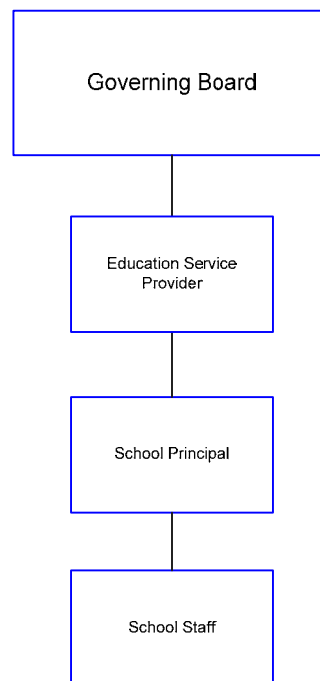 Governing Board
Education Service
Provider
School Principal
School Staff